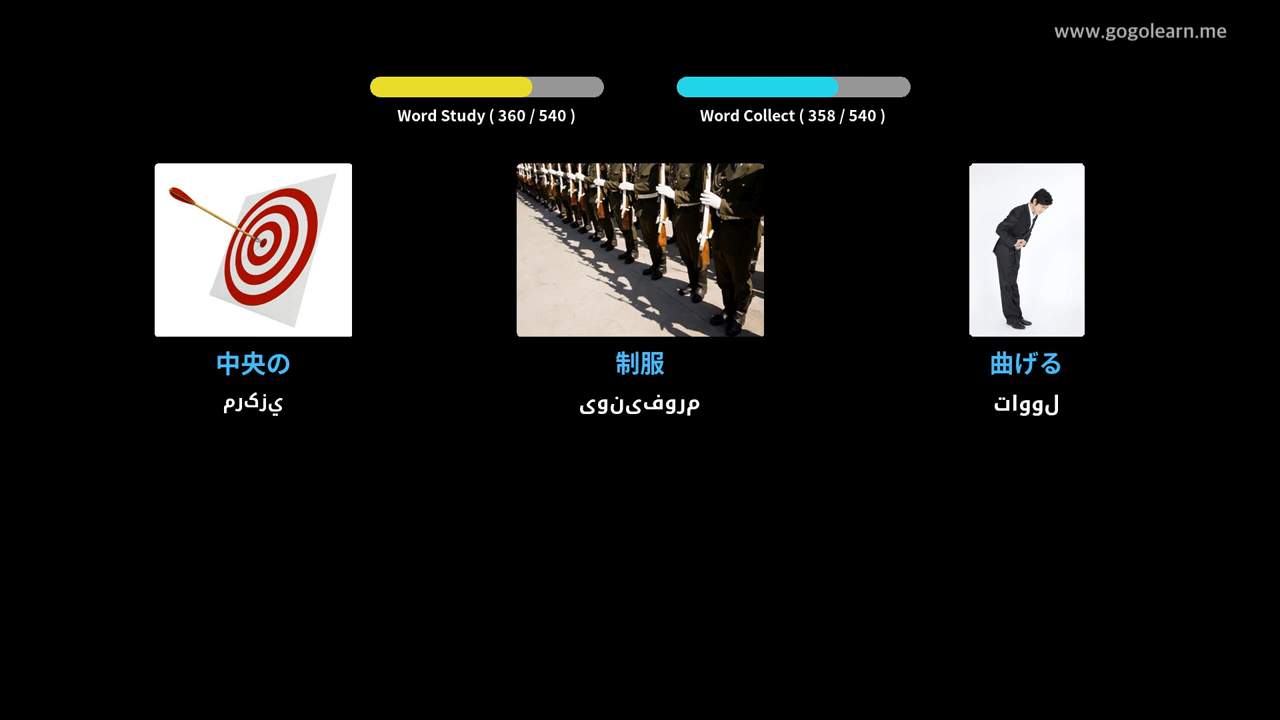 www.gogolearn.me
Word Study ( 360 / 540 )
Word Collect ( 358 / 540 )
中央の
制服
曲げる
يزکرم
مروفینوی
لووات